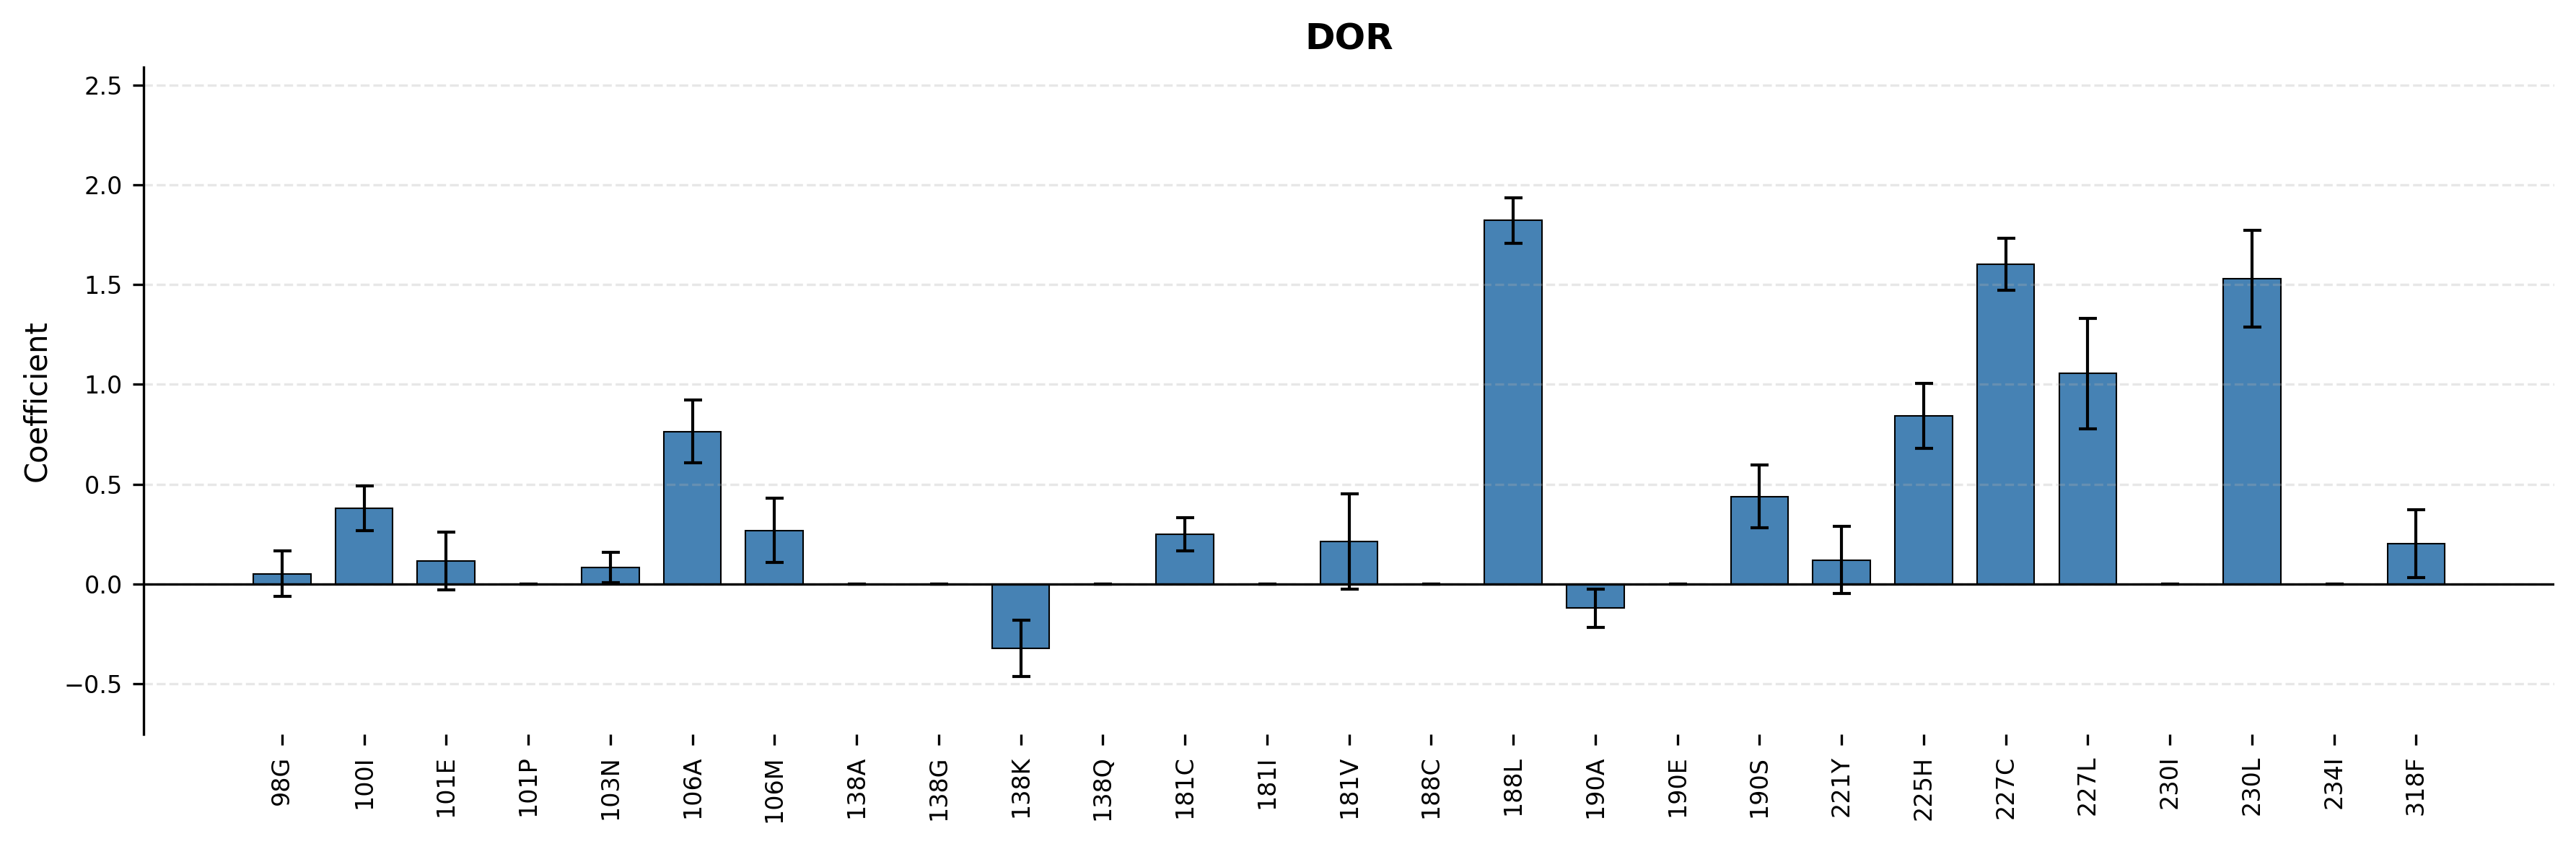 DOR
Coefficient
2.5
2.0
1.5
1.0
0.5
0.0
−0.5
98G
100I
101E
101P
103N
106A
106M
138A
138G
138K
138Q
181C
181I
181V
188C
188L
190A
190E
190S
221Y
225H
227C
227L
230I
230L
234I
318F